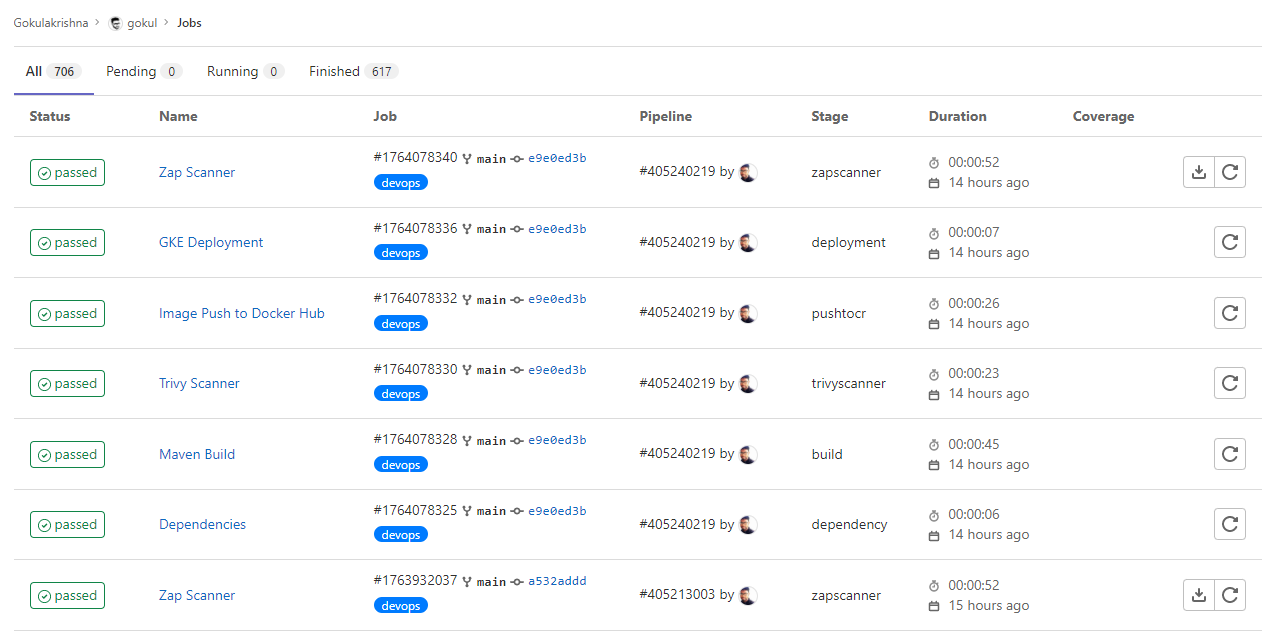 Gokulakrishna > gokul > Jobs
All 706 Pending 0 Running 0 Finished 617
Status Name Job Pipeline Stage Duration Coverage
passed Zap Scanner #1764078340 main e9e0ed3b #405240219 by zapscanner 00:00:52
devops 14 hours ago
passed GKE Deployment #1764078336 main e9e0ed3b #405240219 by deployment 00:00:07
devops 14 hours ago
passed Image Push to Docker Hub #1764078332 main e9e0ed3b #405240219 by pushtocr 00:00:26
devops 14 hours ago
passed Trivy Scanner #1764078330 main e9e0ed3b #405240219 by trivyscanner 00:00:23
devops 14 hours ago
passed Maven Build #1764078328 main e9e0ed3b #405240219 by build 00:00:45
devops 14 hours ago
passed Dependencies #1764078325 main e9e0ed3b #405240219 by dependency 00:00:06
devops 14 hours ago
passed Zap Scanner #1763932037 main a532addd #405213003 by zapscanner 00:00:52
devops 15 hours ago